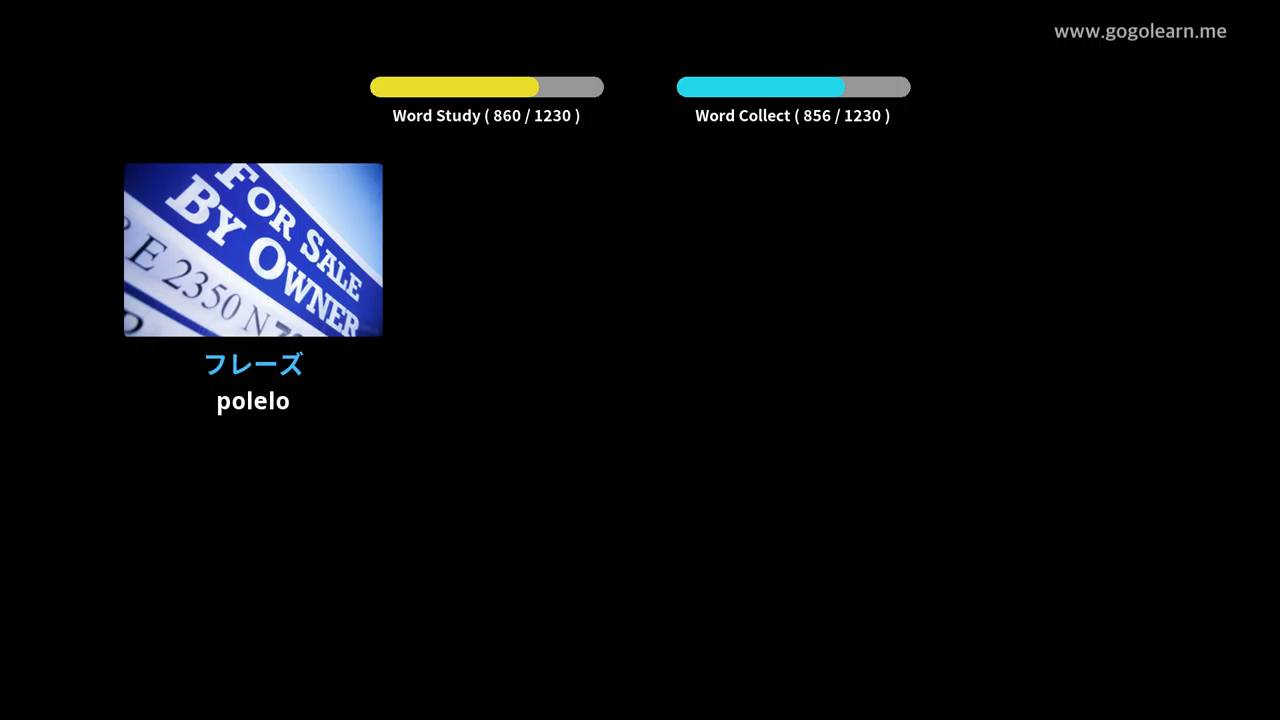 www.gogolearn.me
Word Study ( 860 / 1230 )
Word Collect ( 856 / 1230 )
FOR SALE
BY OWNER
E 2350 N
フレーズ
polelo